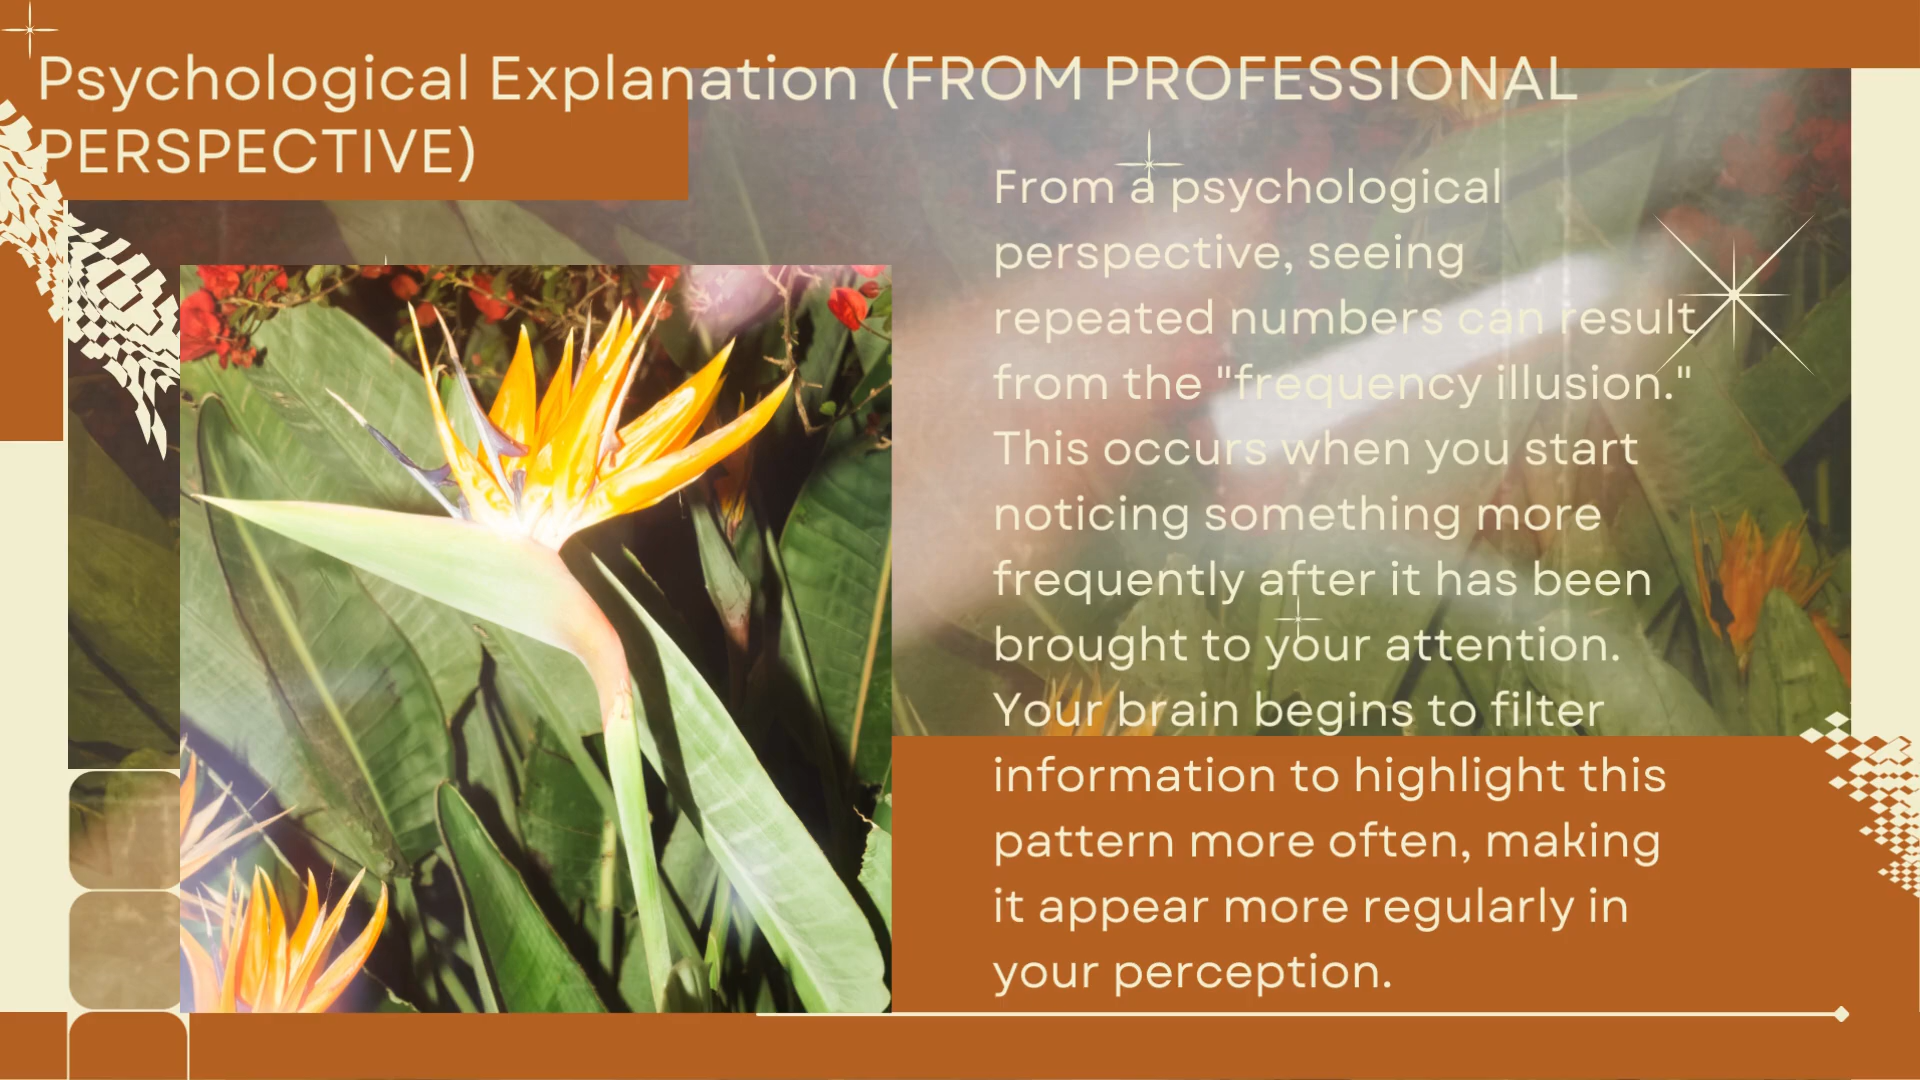 Psychological Explanation (FROM PROFESSIONAL
PERSPECTIVE)
From a psychological
perspective, seeing
repeated numbers can result
from the "frequency illusion."
This occurs when you start
noticing something more
frequently after it has been
brought to your attention.
Your brain begins to filter
information to highlight this
pattern more often, making
it appear more regularly in
your perception.